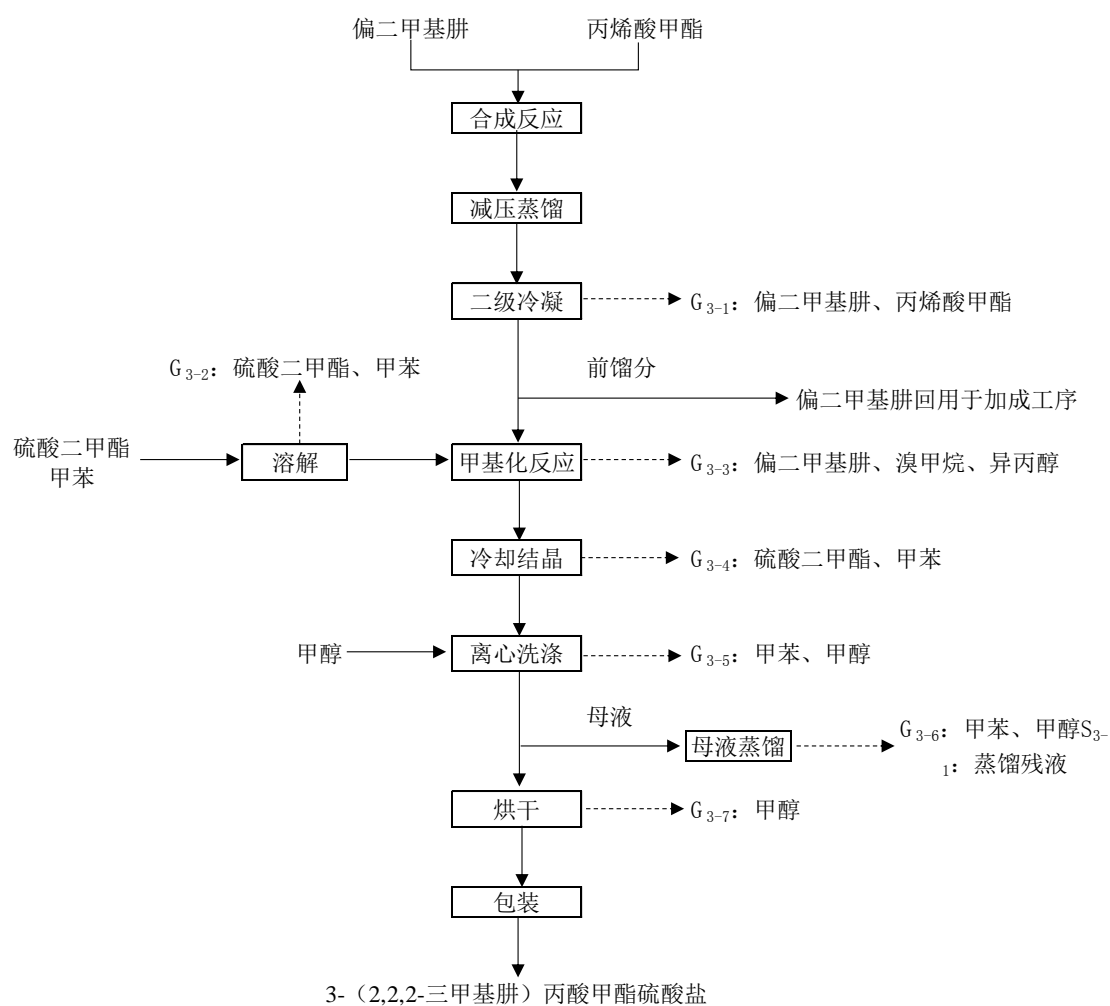 偏二甲基肼
丙烯酸甲酯
合成反应
减压蒸馏
二级冷凝
G3-1：偏二甲基肼、丙烯酸甲酯
G3-2：硫酸二甲酯、甲苯
前馏分
偏二甲基肼回用于加成工序
硫酸二甲酯
甲苯
溶解
甲基化反应
G3-3：偏二甲基肼、溴甲烷、异丙醇
冷却结晶
G3-4：硫酸二甲酯、甲苯
甲醇
离心洗涤
G3-5：甲苯、甲醇
母液
母液蒸馏
G3-6：甲苯、甲醇S3-
1：蒸馏残液
烘干
G3-7：甲醇
包装
3-（2,2,2-三甲基肼）丙酸甲酯硫酸盐